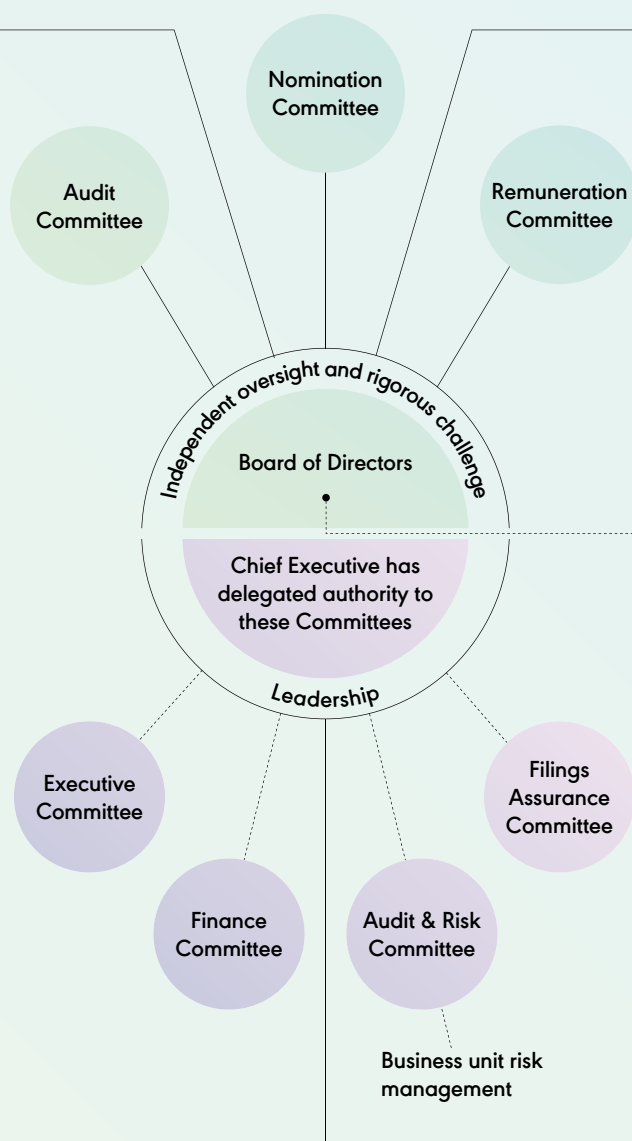 Nomination
Committee
Audit
Committee
Remuneration
Committee
Independent oversight and rigorous challenge
Board of Directors
Chief Executive has
delegated authority to
these Committees
Leadership
Executive
Committee
Filings
Assurance
Committee
Finance
Committee
Audit & Risk
Committee
Business unit risk
management